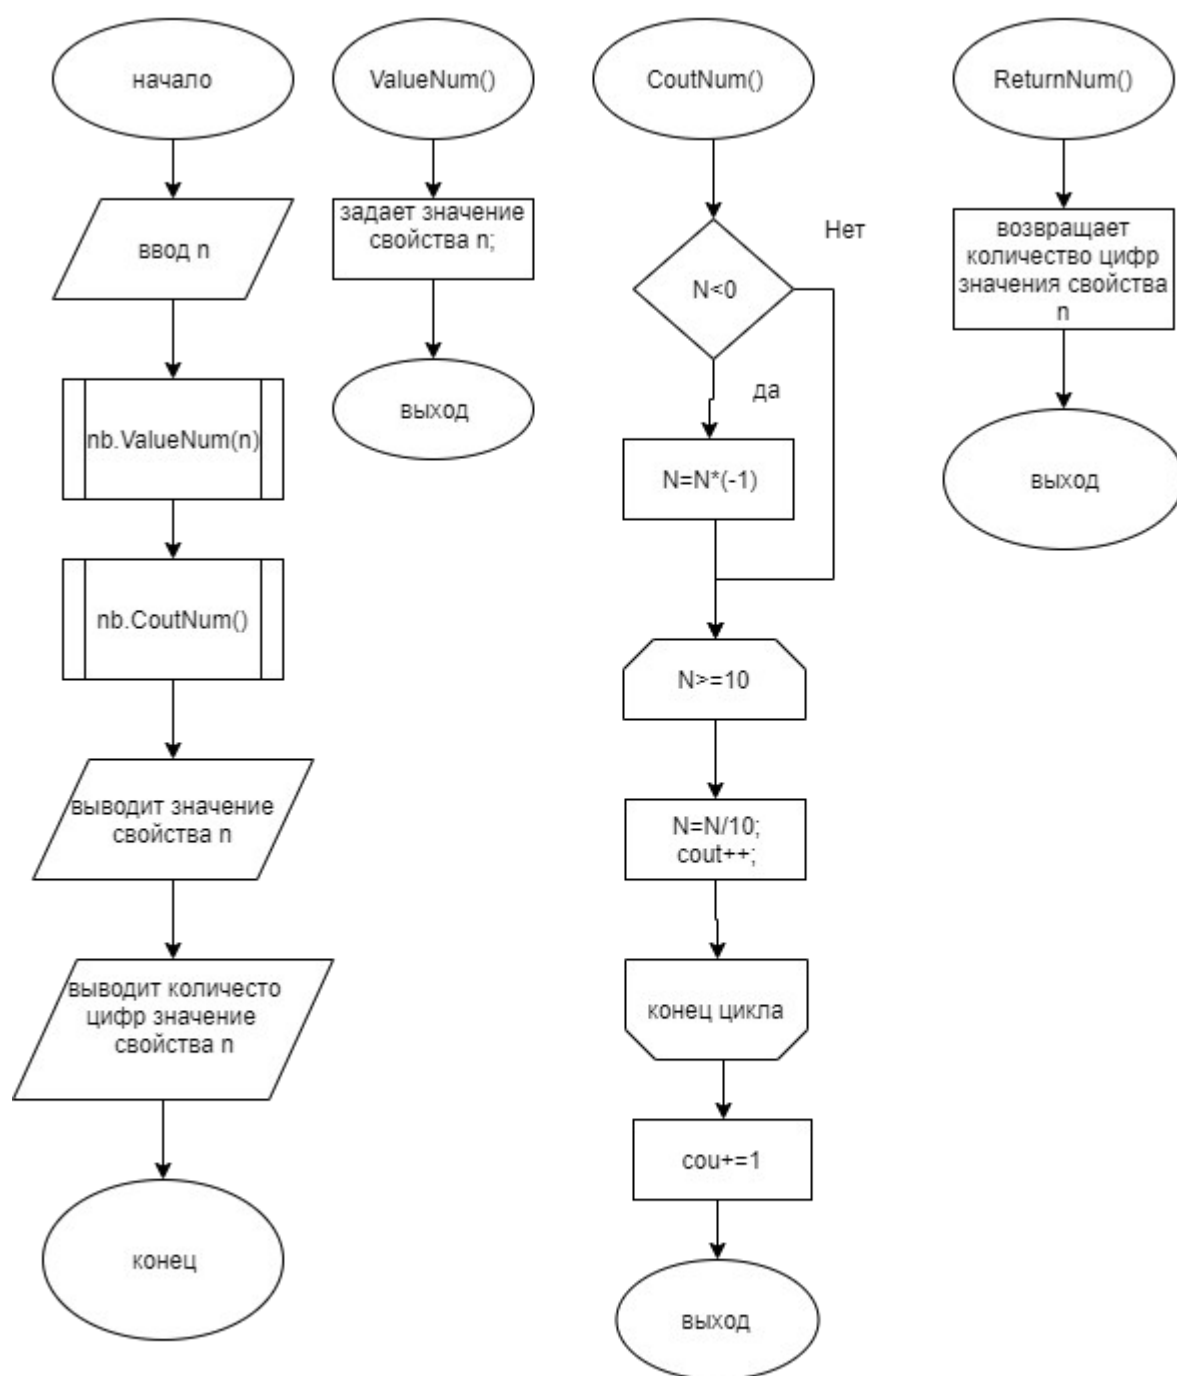 начало
ввод n
nb.ValueNum(n)
nb.CoutNum()
выводит значение
свойства n
выводит количесто
цифр значение
свойства n
конец
ValueNum()
задает значение
свойства n;
выход
CoutNum()
Нет
N<0
да
N=N*(-1)
N>=10
N=N/10;
cout++;
конец цикла
cou+=1
выход
ReturnNum()
возвращает
количество цифр
значения свойства
n
выход